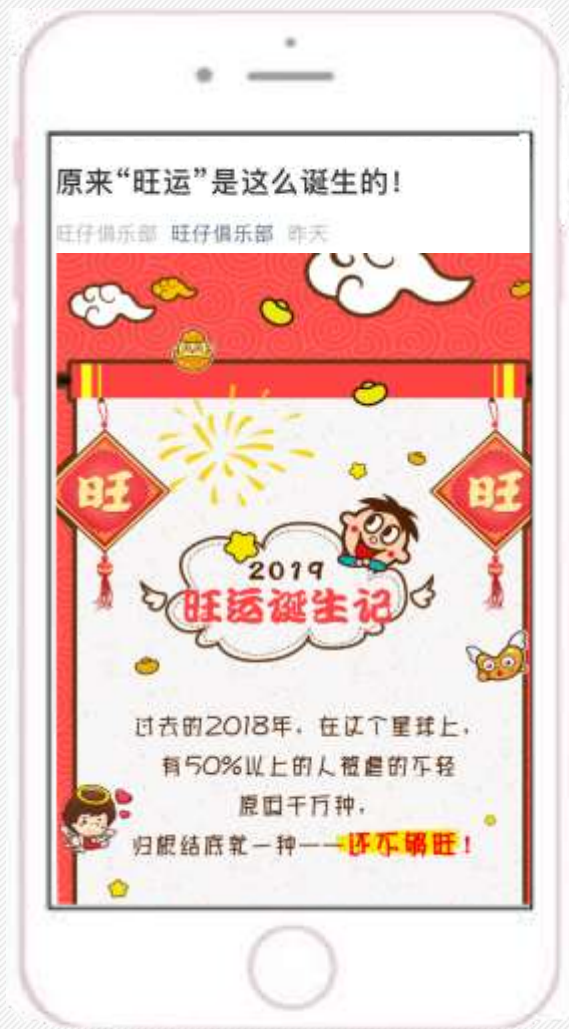 原来“旺运”是这么诞生的！
旺仔俱乐部 旺仔俱乐部 昨天
旺
旺
2019
旺运诞生记
过去的2018年，在这个星球上，
有50%以上的人被虐的不轻
原因千万种，
归根结底就一种——还不够旺！